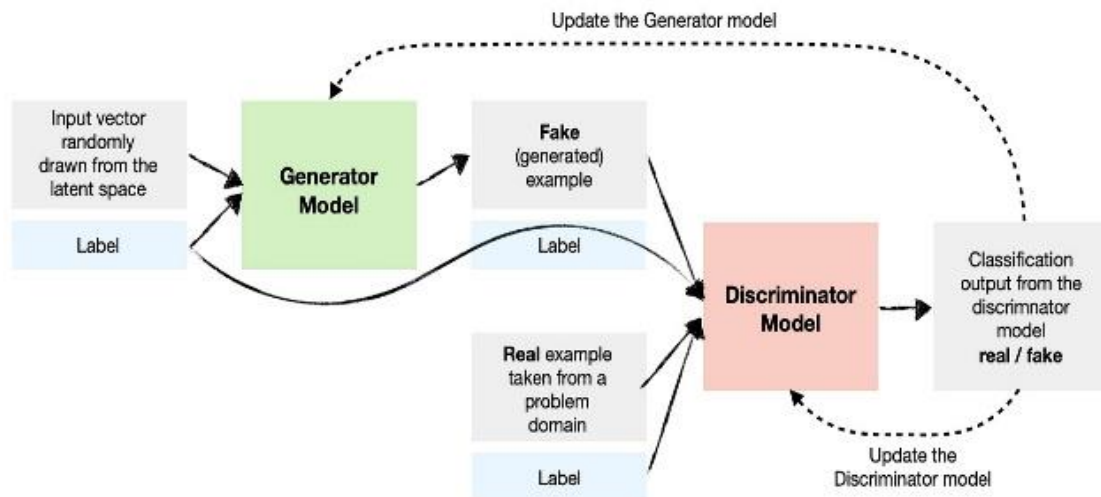 Update the Generator model
Input vector
randomly
drawn from the
latent space
Label
Generator
Model
Fake
(generated)
example
Label
Real example
taken from a
problem
domain
Label
Discriminator
Model
Classification
output from the
discrimnator
model
real / fake
Update the
Discriminator model